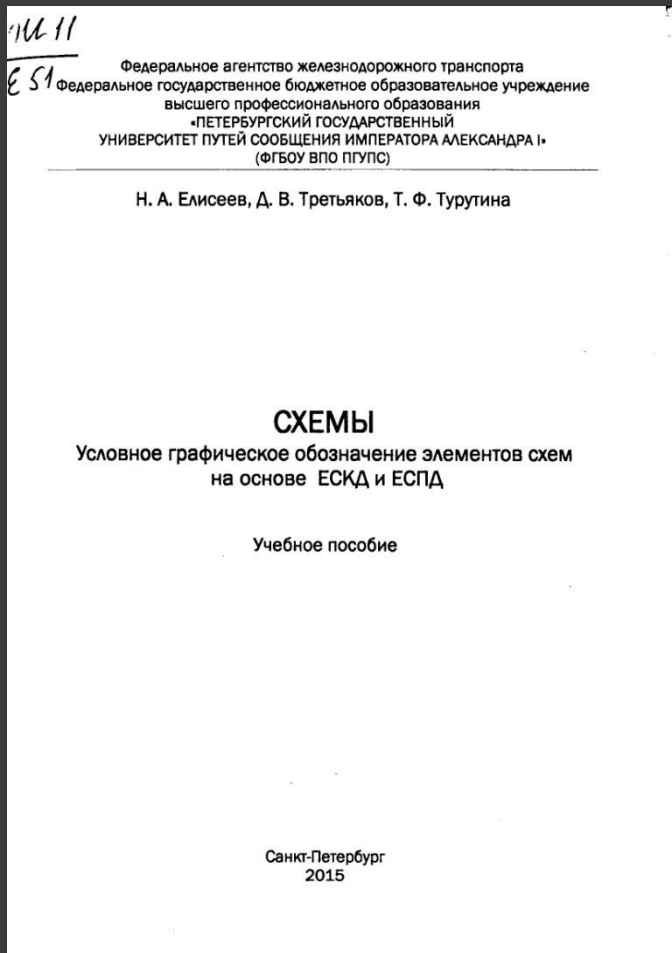 Е 51
Федеральное агентство железнодорожного транспорта
Федеральное государственное бюджетное образовательное учреждение
высшего профессионального образования
«ПЕТЕРБУРГСКИЙ ГОСУДАРСТВЕННЫЙ
УНИВЕРСИТЕТ ПУТЕЙ СООБЩЕНИЯ ИМПЕРАТОРА АЛЕКСАНДРА I»
(ФГБОУ ВПО ПГУПС)
Н. А. Елисеев, Д. В. Третьяков, Т. Ф. Турутина
СХЕМЫ
Условное графическое обозначение элементов схем
на основе ЕСКД и ЕСПД
Учебное пособие
Санкт-Петербург
2015